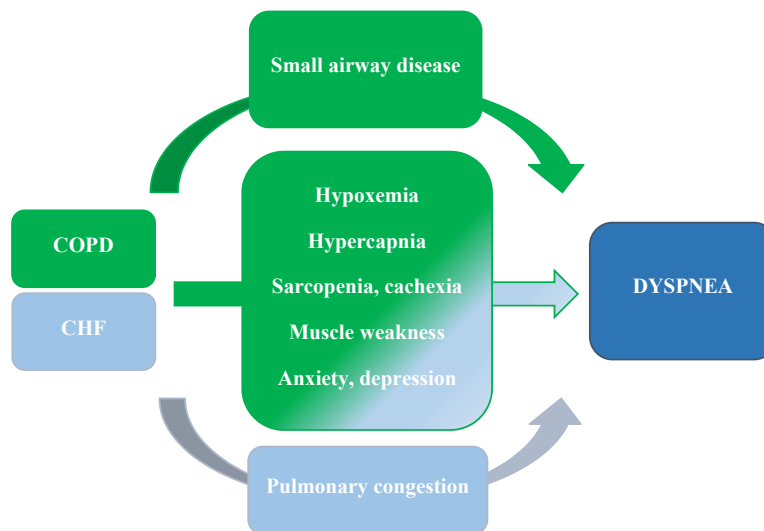 Small airway disease
Hypoxemia
Hypercapnia
Sarcopenia, cachexia
Muscle weakness
Anxiety, depression
COPD
CHF
DYSPNEA
Pulmonary congestion